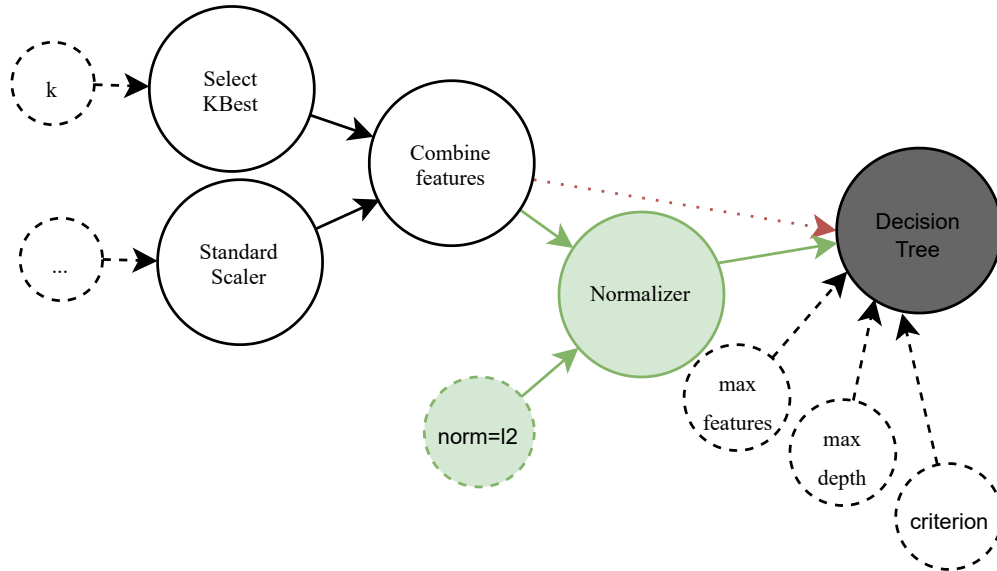 k
Select
KBest
Combine
features
...
Standard
Scaler
Decision
Tree
Normalizer
norm=l2
max
features
max
depth
criterion